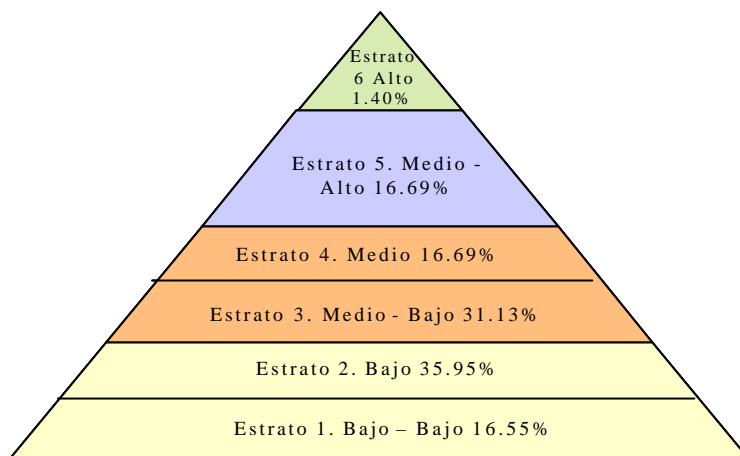 Estrato
6 Alto
1.40%
Estrato 5. Medio -
Alto 16.69%
Estrato 4. Medio 16.69%
Estrato 3. Medio - Bajo 31.13%
Estrato 2. Bajo 35.95%
Estrato 1. Bajo – Bajo 16.55%